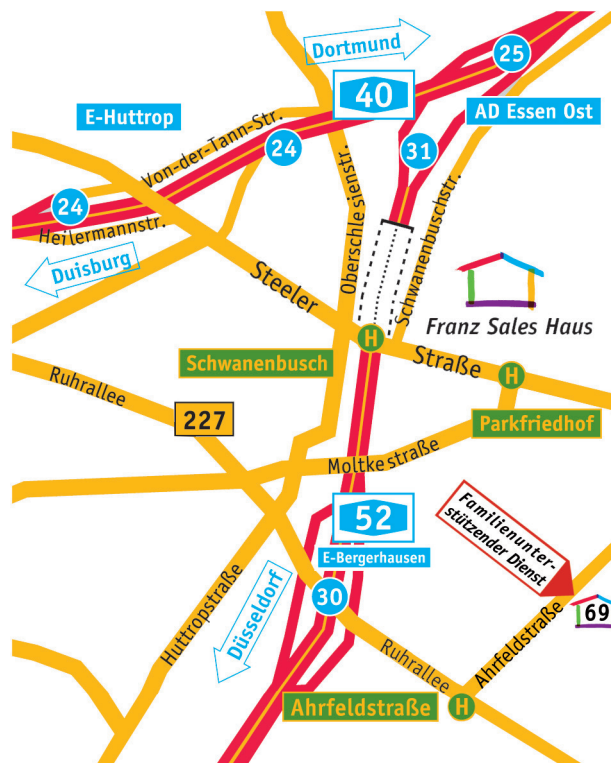 Dortmund
25
40
E-Huttrop
AD Essen Ost
Von-der-Tann-Str.
24
31
24
Heilermannstr.
Oberschlesienstr.
Schwanenbuschstr.
Duisburg
Steeler
Franz Sales Haus
H
Straße
Schwanenbusch
H
Ruhrallee
227
Parkfriedhof
Moltkestraße
52
Familienunter-
stützender Dienst
E-Bergerhausen
30
69
Huttropstraße
Düsseldorf
Ahrfeldstraße
Ruhrallee
Ahrfeldstraße
H